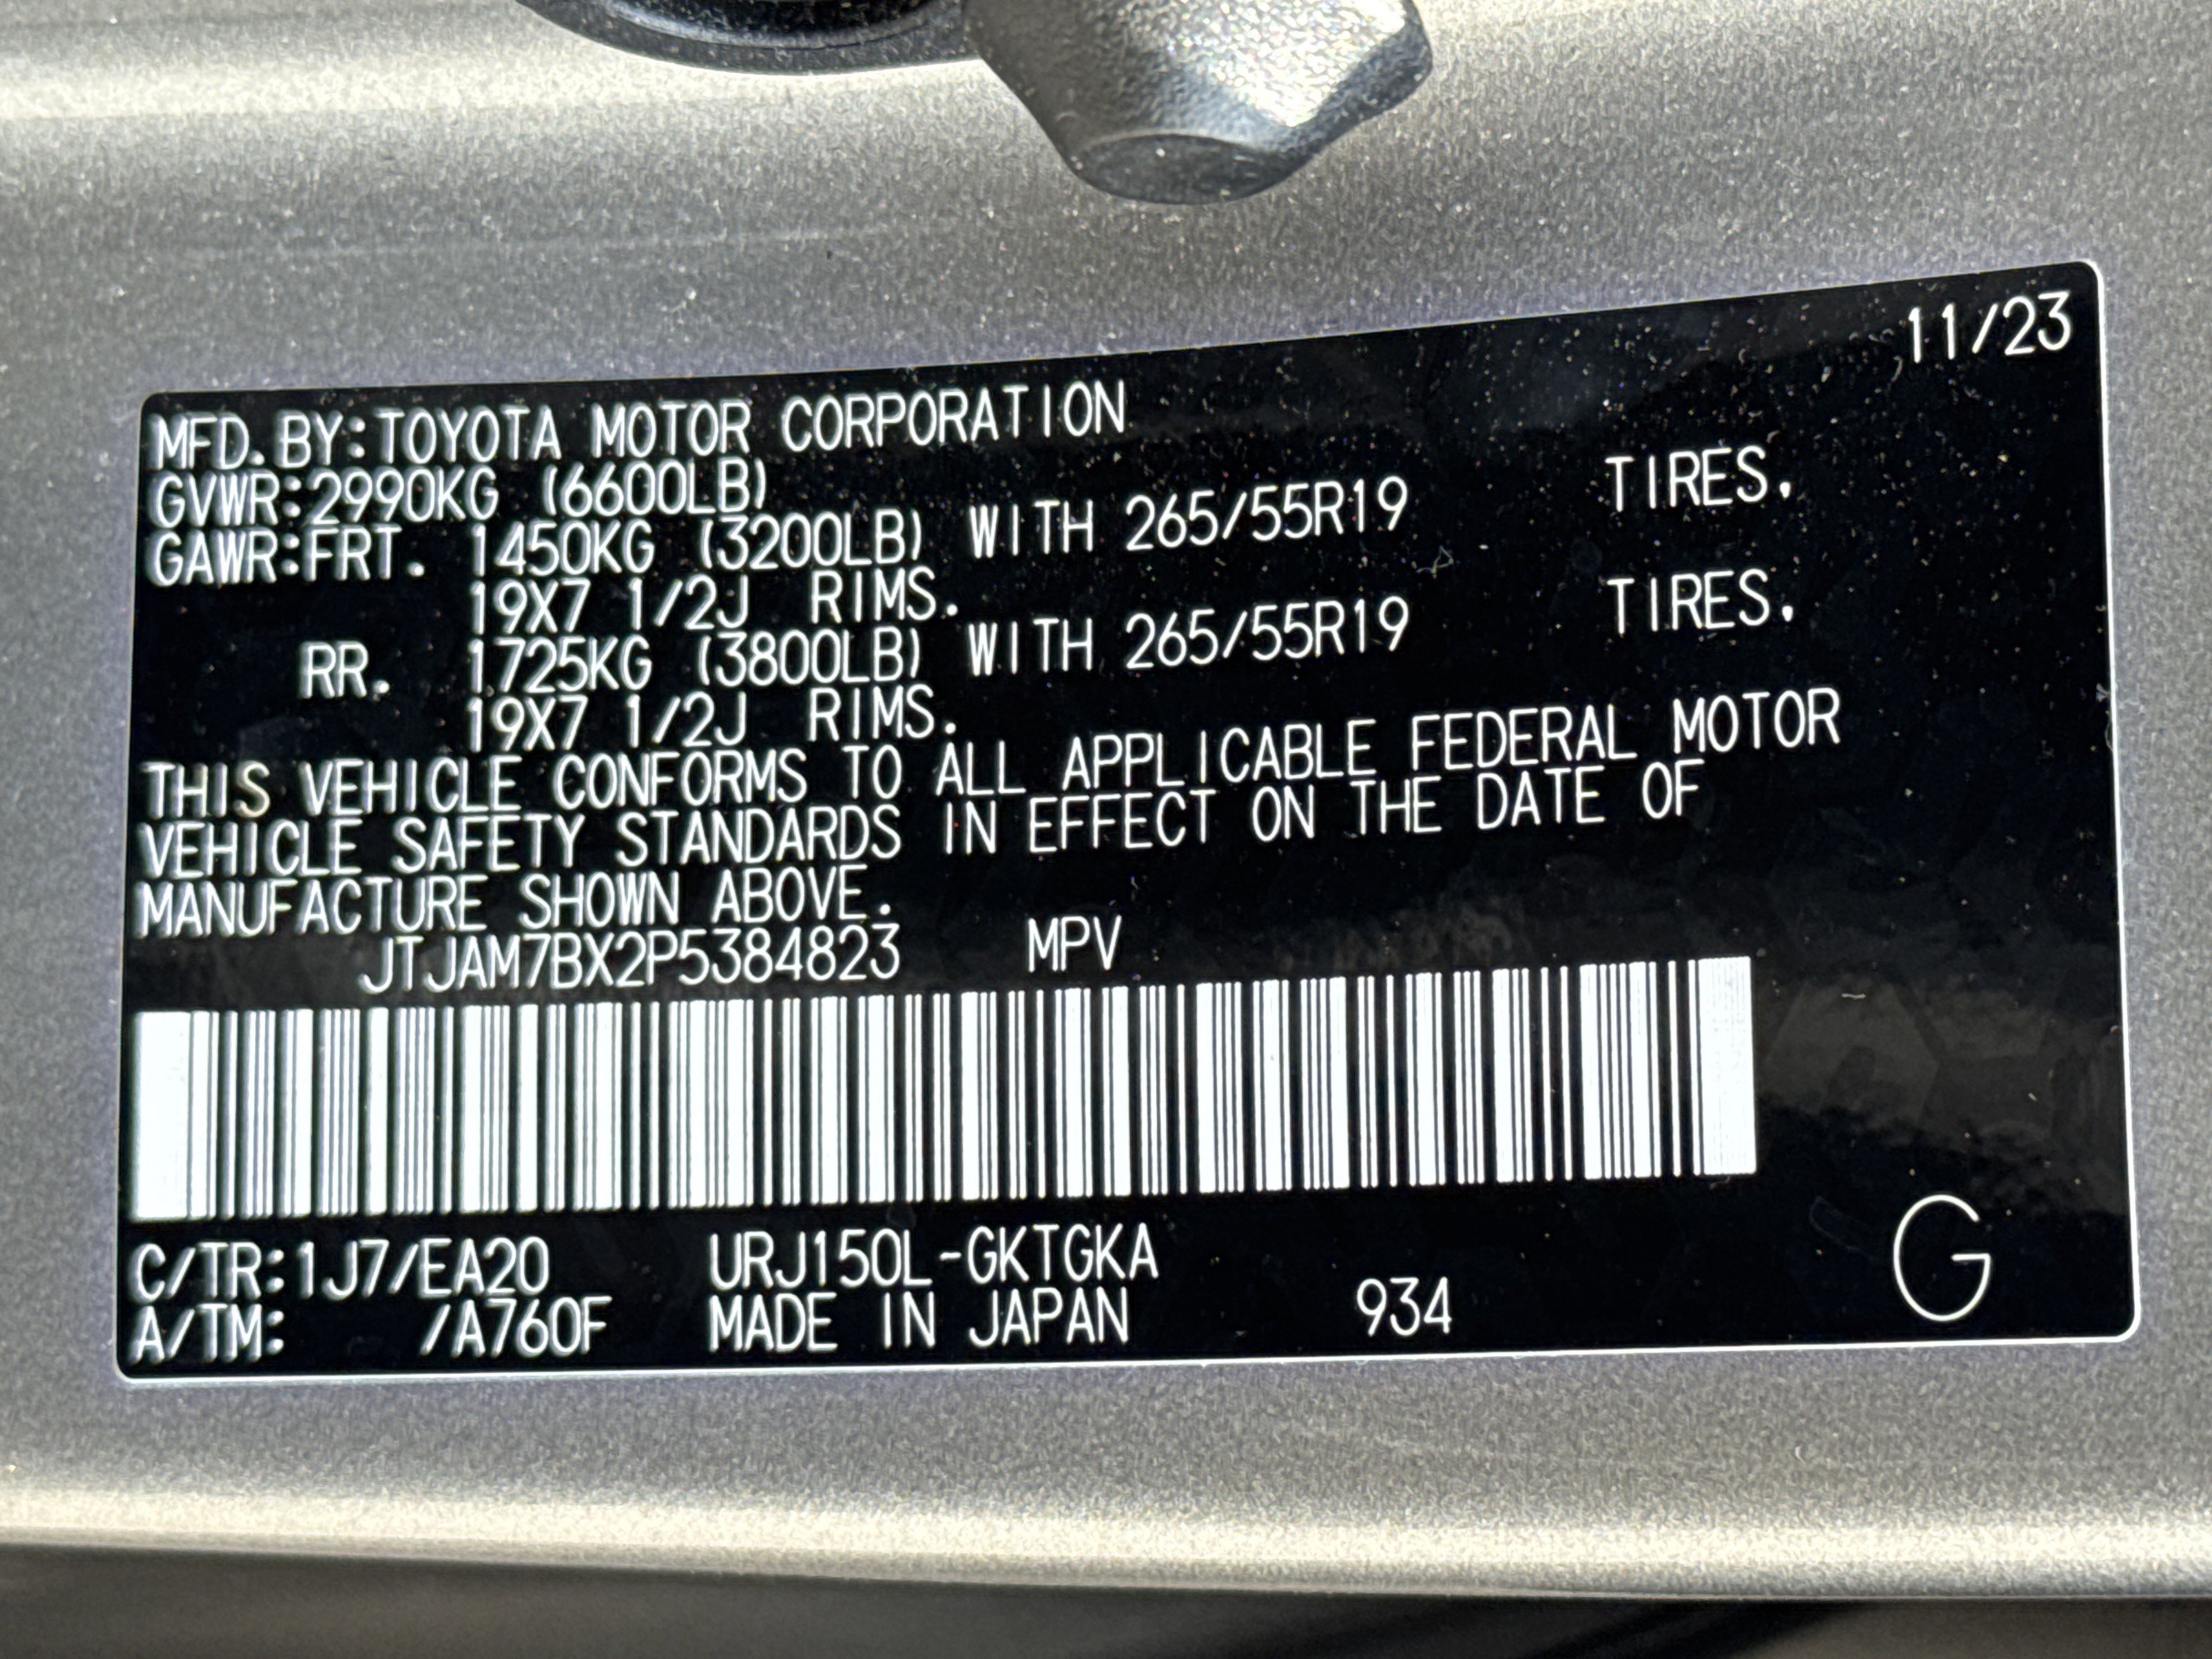 11/23
MFD.BY:TOYOTA MOTOR CORPORATION
GVWR:2990KG (6600LB)
GAWR:FRT. 1450KG (3200LB) WITH 265/55R19 TIRES,
19X7 1/2J RIMS.
RR. 1725KG (3800LB) WITH 265/55R19 TIRES,
19X7 1/2J RIMS.
THIS VEHICLE CONFORMS TO ALL APPLICABLE FEDERAL MOTOR
VEHICLE SAFETY STANDARDS IN EFFECT ON THE DATE OF
MANUFACTURE SHOWN ABOVE.
JTJAM7BX2P5384823 MPV
C/TR:1J7/EA20 URJ150L-GKTGKA
A/TM: /A760F MADE IN JAPAN 934 G